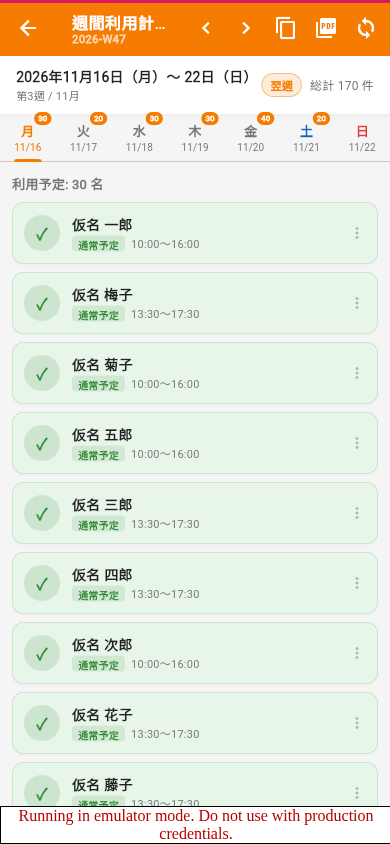 週間利用計…
2026-W47
PDF
2026年11月16日（月）〜 22日（日）
第3週 / 11月
翌週
総計 170 件
30 20 30 30 40 20
月 火 水 木 金 土 日
11/16 11/17 11/18 11/19 11/20 11/21 11/22
利用予定: 30 名
仮名 一郎
通常予定 10:00〜16:00
仮名 梅子
通常予定 13:30〜17:30
仮名 菊子
通常予定 10:00〜16:00
仮名 五郎
通常予定 10:00〜16:00
仮名 三郎
通常予定 13:30〜17:30
仮名 四郎
通常予定 13:30〜17:30
仮名 次郎
通常予定 10:00〜16:00
仮名 花子
通常予定 13:30〜17:30
仮名 藤子
通常予定 13:30〜17:30
Running in emulator mode. Do not use with production
credentials.